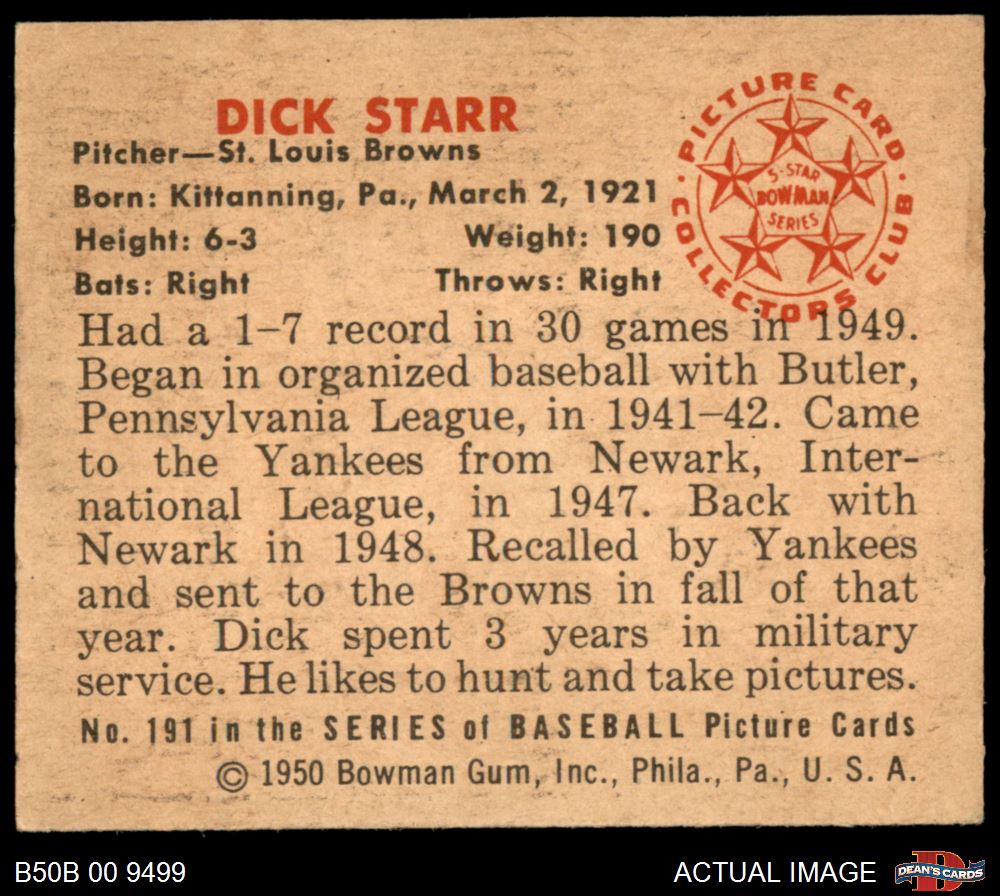 DICK STARR
Pitcher—St. Louis Browns
Born: Kittanning, Pa., March 2, 1921
Height: 6-3 Weight: 190
Bats: Right Throws: Right
· PICTURE CARD ·
COLLECTORS CLUB
5-STAR
BOWMAN
SERIES
Had a 1–7 record in 30 games in 1949.
Began in organized baseball with Butler,
Pennsylvania League, in 1941–42. Came
to the Yankees from Newark, Inter-
national League, in 1947. Back with
Newark in 1948. Recalled by Yankees
and sent to the Browns in fall of that
year. Dick spent 3 years in military
service. He likes to hunt and take pictures.
No. 191 in the SERIES of BASEBALL Picture Cards
© 1950 Bowman Gum, Inc., Phila., Pa., U. S. A.
B50B 00 9499
ACTUAL IMAGE
D
DEAN'S CARDS